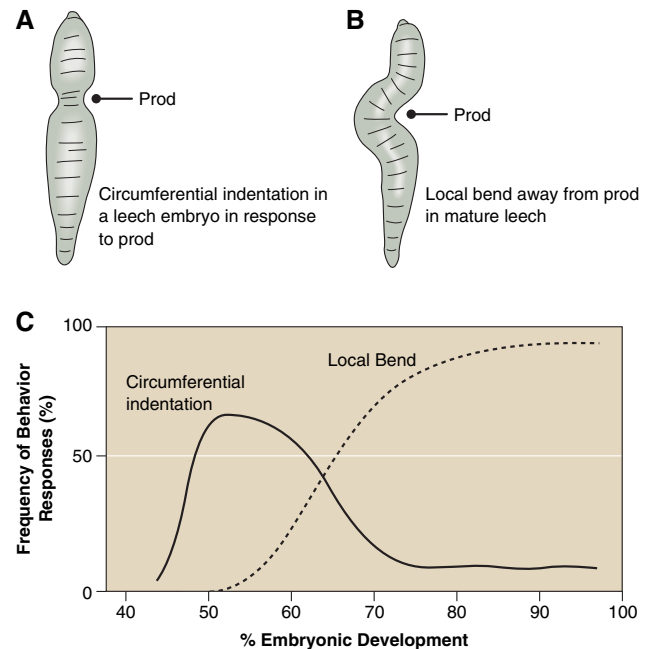 A
Prod
Circumferential indentation in
a leech embryo in response
to prod
B
Prod
Local bend away from prod
in mature leech
C
Frequency of Behavior
Responses (%)
100
50
0
Circumferential
indentation
Local Bend
40 50 60 70 80 90 100
% Embryonic Development